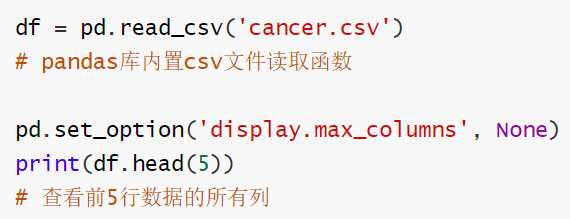 df = pd.read_csv('cancer.csv')
# pandas库内置csv文件读取函数
pd.set_option('display.max_columns', None)
print(df.head(5))
# 查看前5行数据的所有列